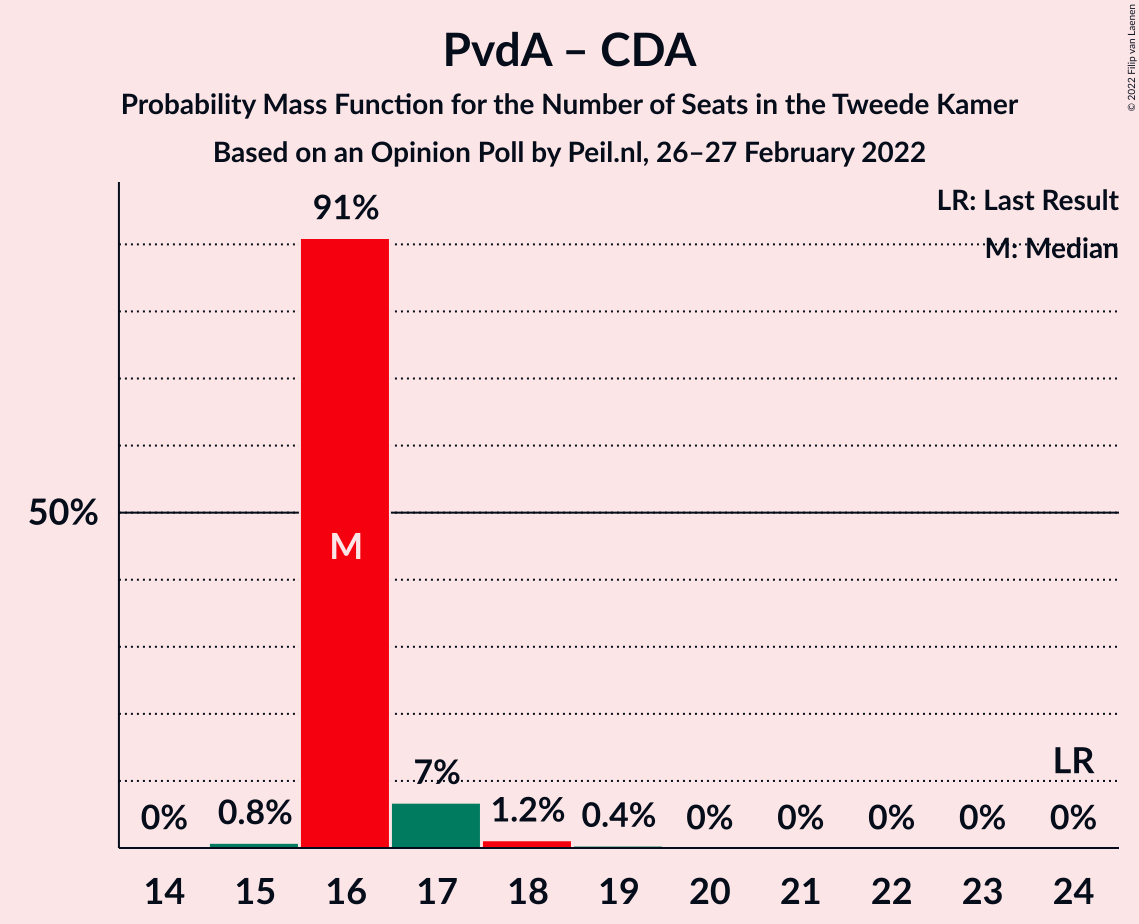 PvdA – CDA
Probability Mass Function for the Number of Seats in the Tweede Kamer
Based on an Opinion Poll by Peil.nl, 26–27 February 2022
© 2022 Filip van Laenen
LR: Last Result
M: Median
91%
50%
M
7%
LR
0% 0.8% 1.2% 0.4% 0% 0% 0% 0% 0%
14 15 16 17 18 19 20 21 22 23 24